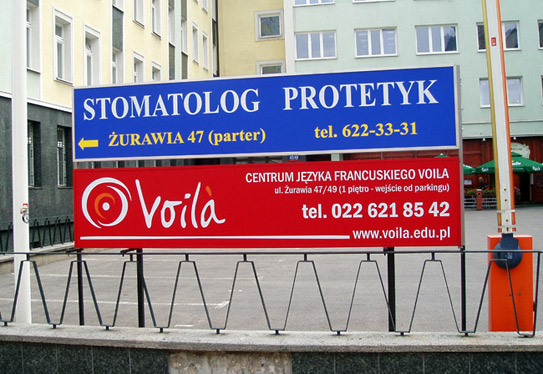 STOMATOLOG PROTETYK
ŻURAWIA 47 (parter) tel. 622-33-31
CENTRUM JĘZYKA FRANCUSKIEGO VOILA
ul. Żurawia 47/49 (1 piętro - wejście od parkingu)
Voilà
tel. 022 621 85 42
www.voila.edu.pl